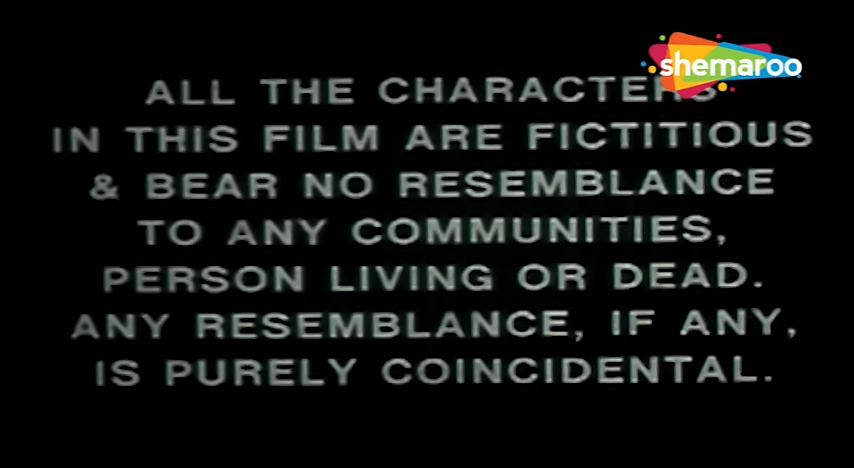 shemaroo
ALL THE CHARACTERS
IN THIS FILM ARE FICTITIOUS
& BEAR NO RESEMBLANCE
TO ANY COMMUNITIES,
PERSON LIVING OR DEAD.
ANY RESEMBLANCE, IF ANY,
IS PURELY COINCIDENTAL.